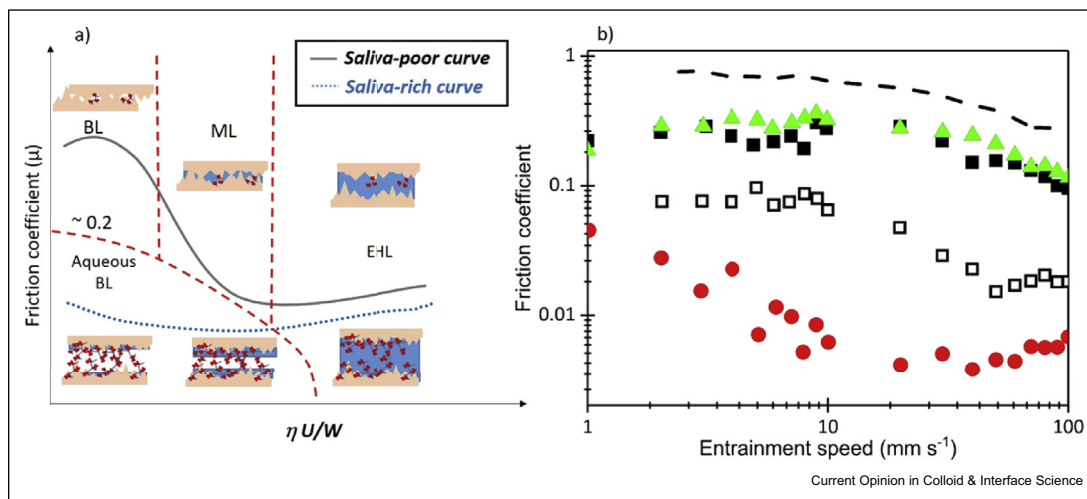 a)
Saliva-poor curve
Saliva-rich curve
BL
ML
~ 0.2
Aqueous
BL
EHL
Friction coefficient (μ)
η U/W
b)
1
0.1
0.01
Friction coefficient
1
10
100
Entrainment speed (mm s⁻¹)
Current Opinion in Colloid & Interface Science